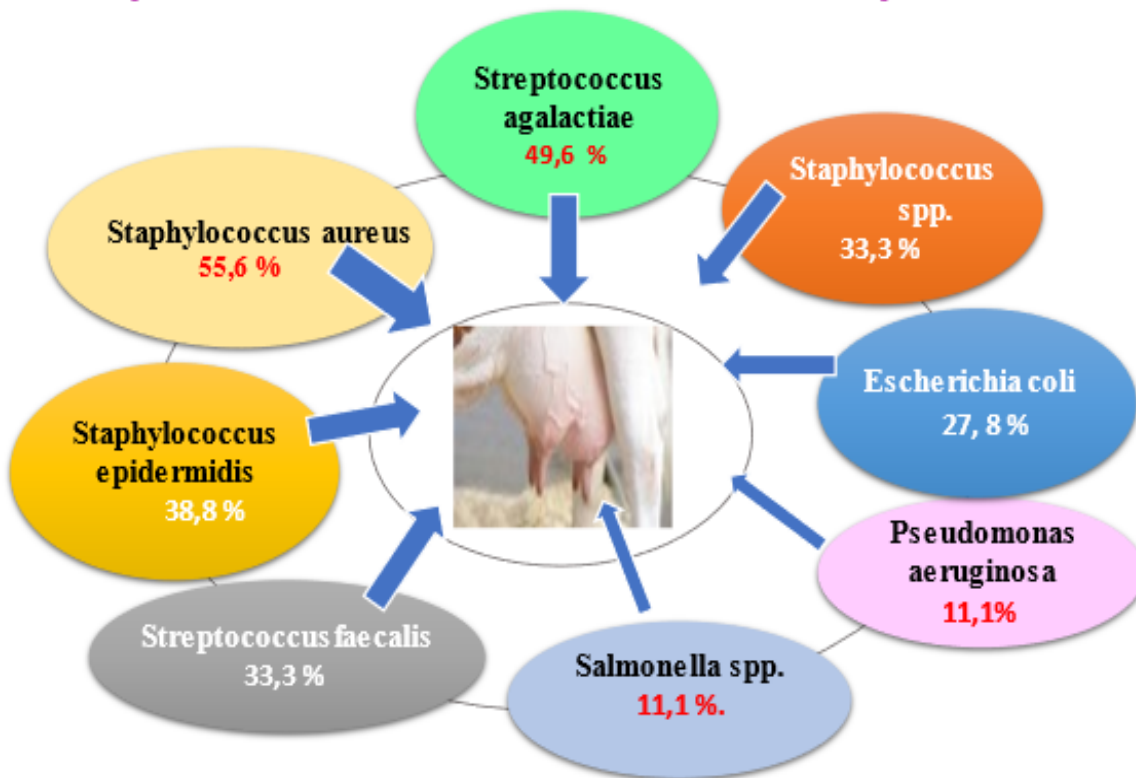 Streptococcus
agalactiae
49,6 %
Staphylococcus
spp.
33,3 %
Escherichia coli
27, 8 %
Pseudomonas
aeruginosa
11,1%
Salmonella spp.
11,1 %.
Streptococcus faecalis
33,3 %
Staphylococcus
epidermidis
38,8 %
Staphylococcus aureus
55,6 %